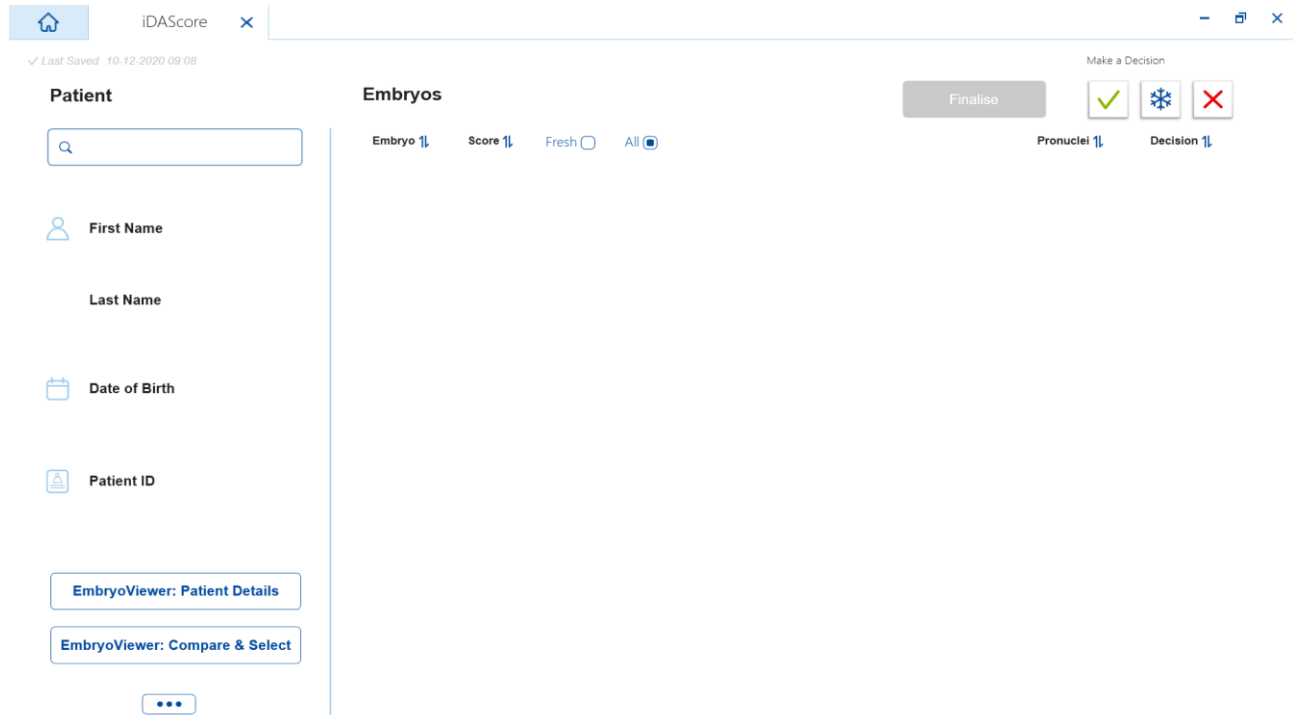 iDAScore
Last Saved 10-12-2020 09:08
Make a Decision
Patient
Embryos
Finalise
Embryo Score Fresh All Pronuclei Decision
First Name
Last Name
Date of Birth
Patient ID
EmbryoViewer: Patient Details
EmbryoViewer: Compare & Select